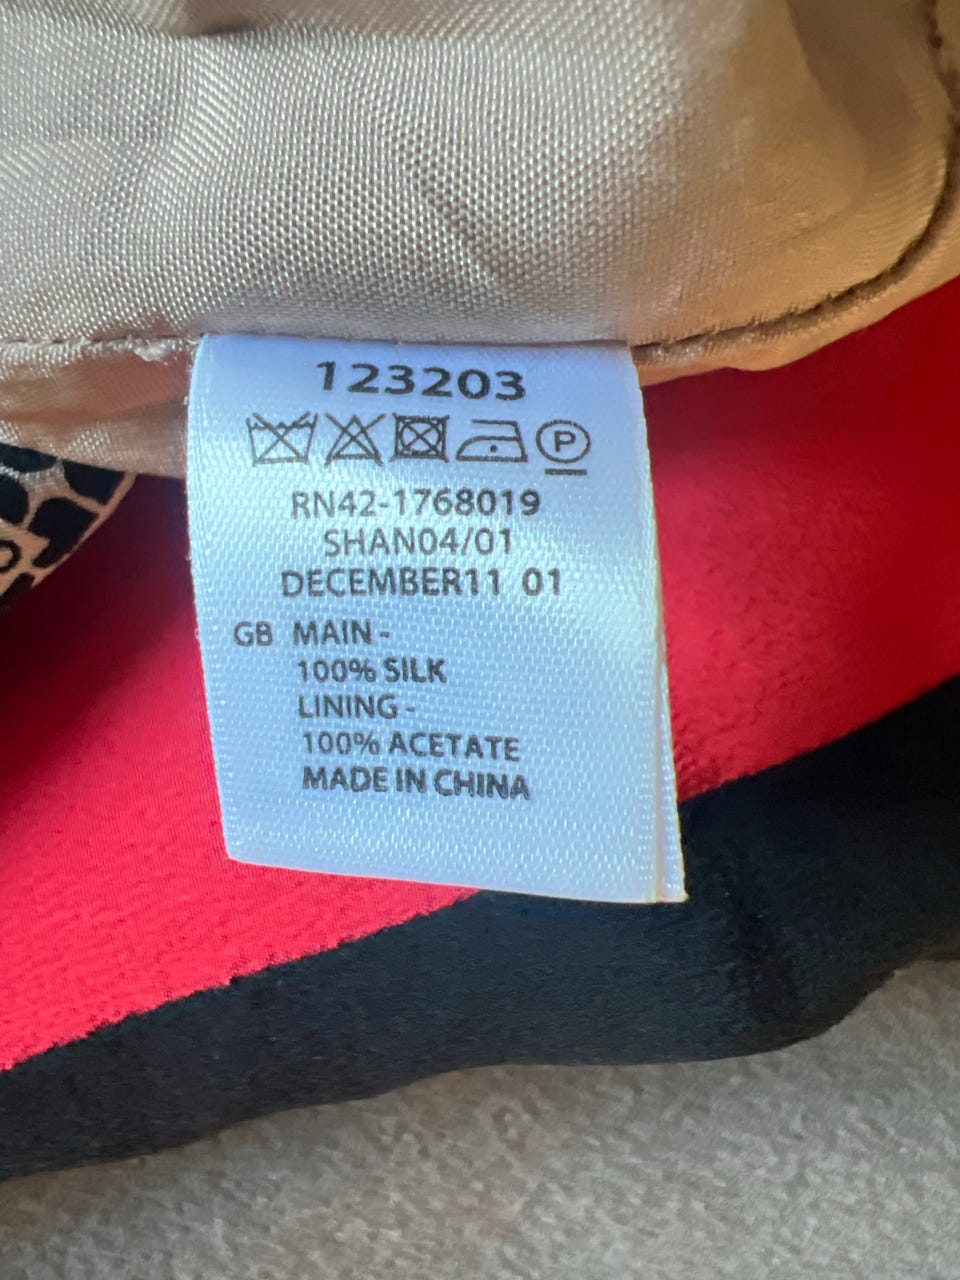 123203
P
RN42-1768019
SHAN04/01
DECEMBER11 01
GB MAIN -
100% SILK
LINING -
100% ACETATE
MADE IN CHINA